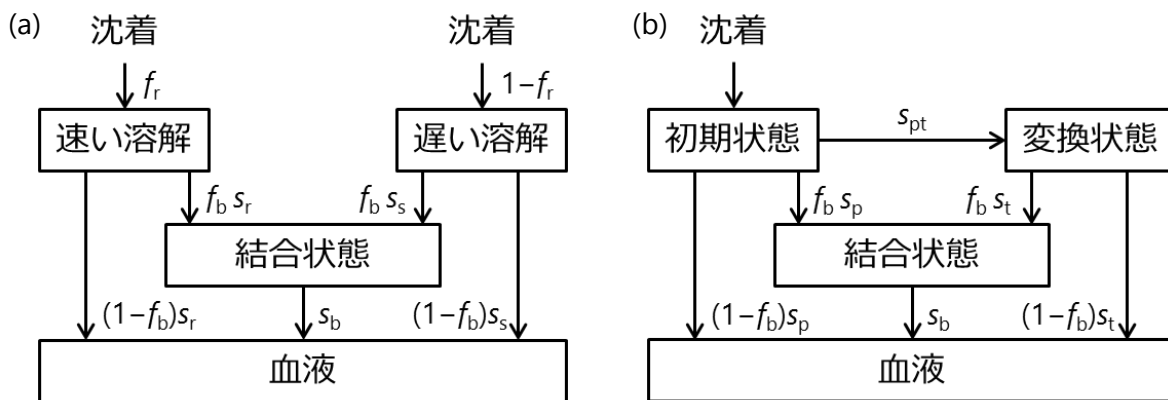 (a)
沈着
沈着
f_r
1−f_r
速い溶解
遅い溶解
f_b s_r
f_b s_s
結合状態
(1−f_b)s_r
s_b
(1−f_b)s_s
血液
(b)
沈着
初期状態
s_pt
変換状態
f_b s_p
f_b s_t
結合状態
(1−f_b)s_p
s_b
(1−f_b)s_t
血液